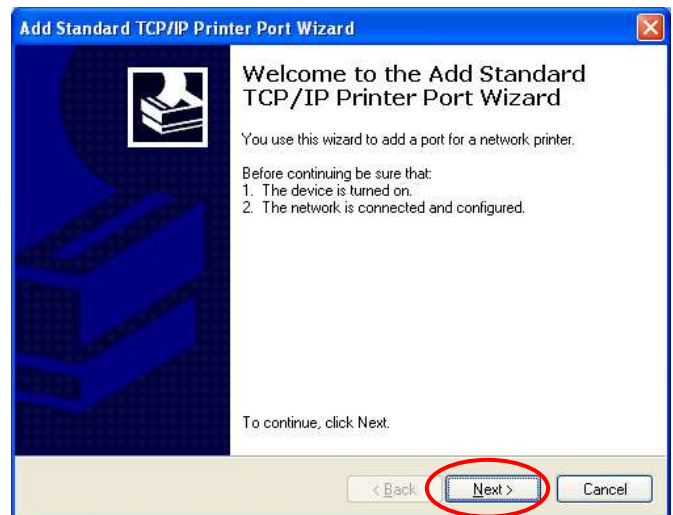 Add Standard TCP/IP Printer Port Wizard
Welcome to the Add Standard
TCP/IP Printer Port Wizard
You use this wizard to add a port for a network printer.
Before continuing be sure that:
1. The device is turned on.
2. The network is connected and configured.
To continue, click Next.
< Back
Next >
Cancel